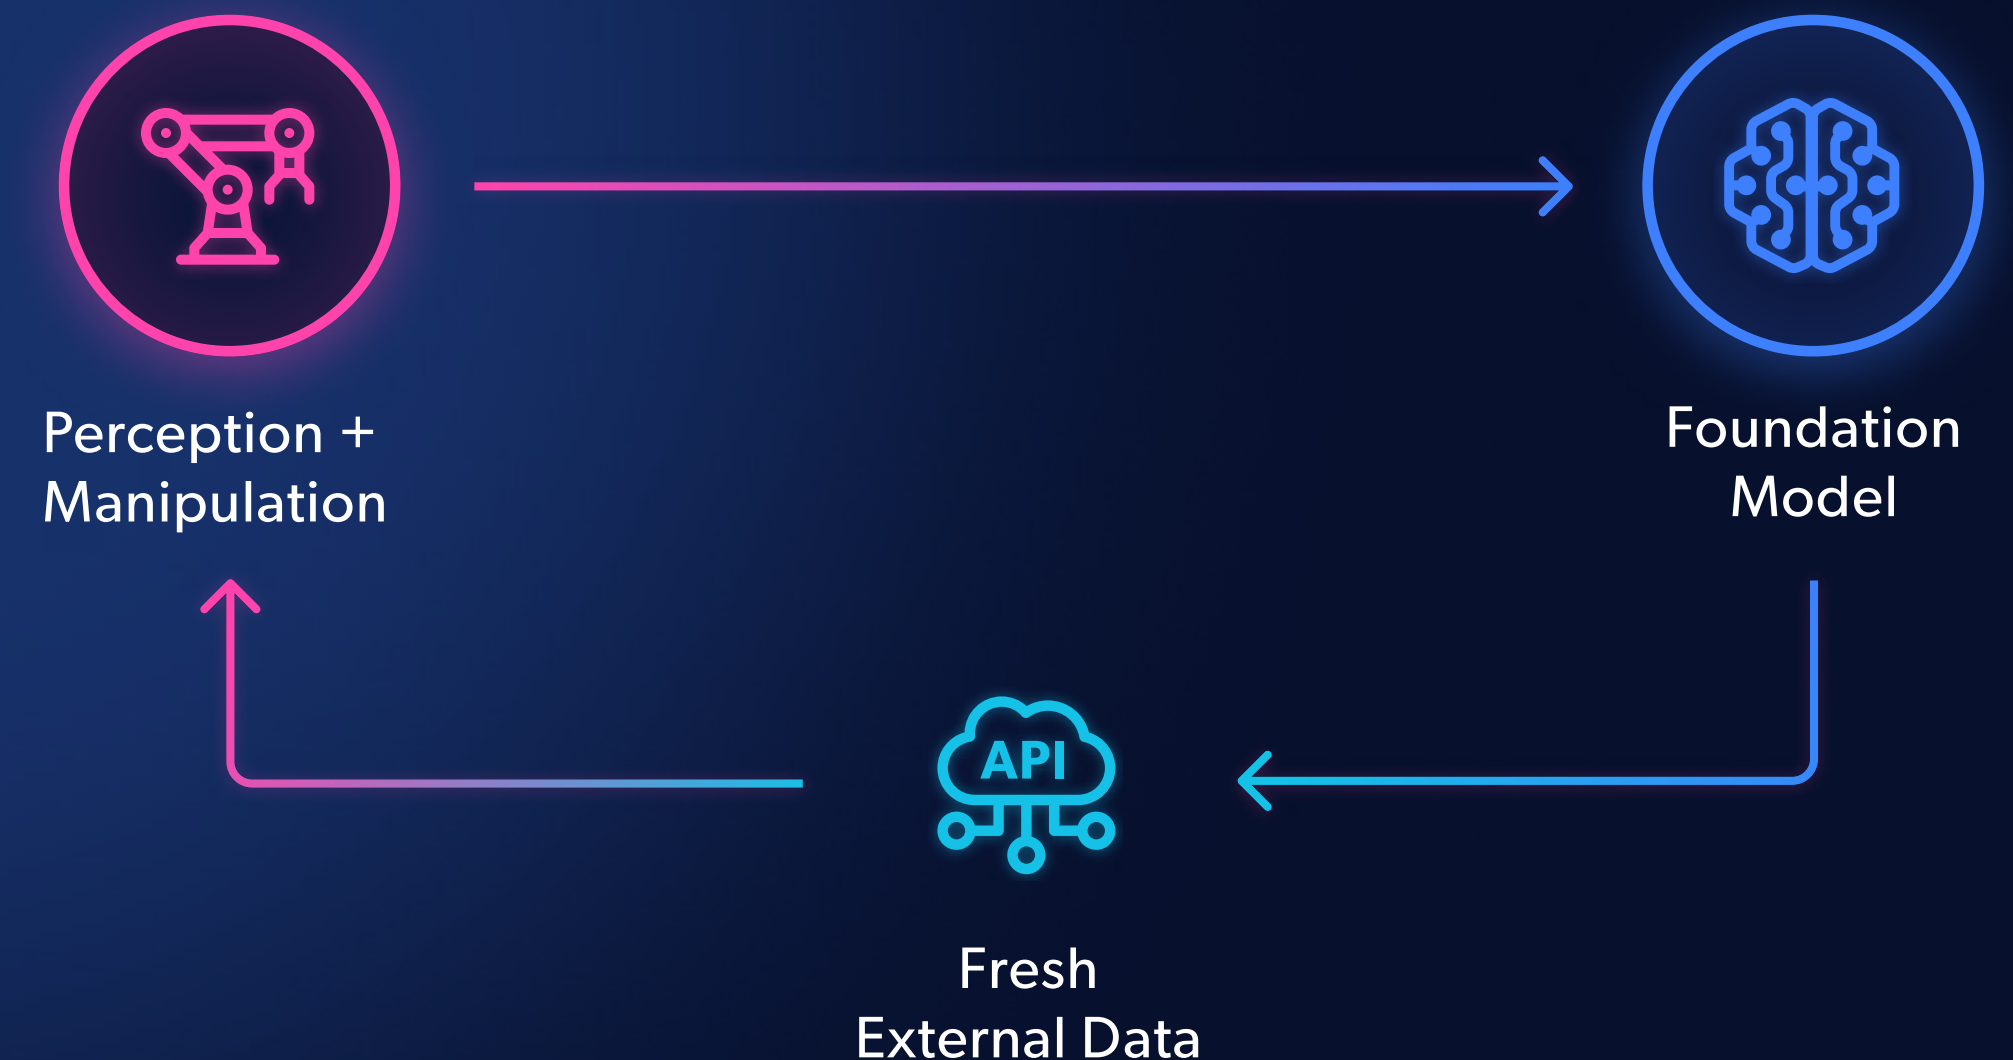 Perception +
Manipulation
Foundation
Model
API
Fresh
External Data